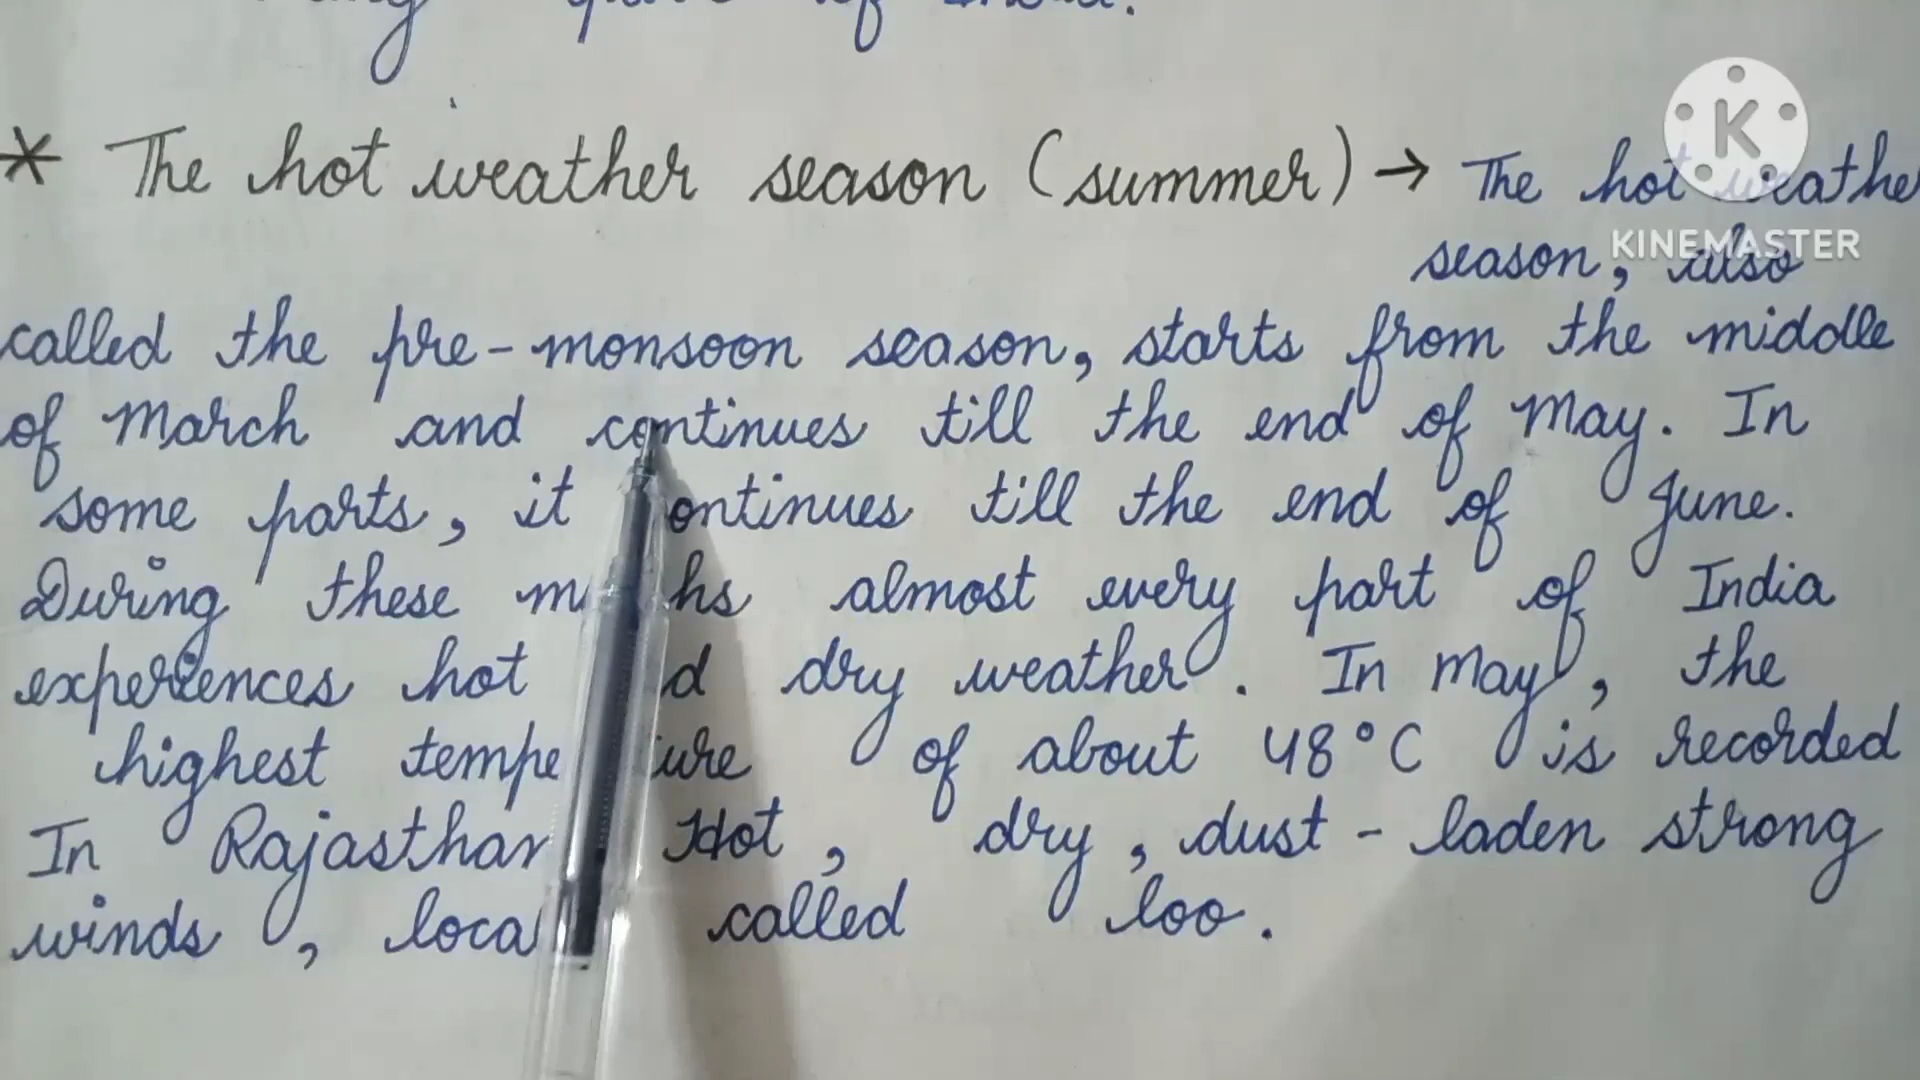 * The hot weather season (summer) → The hot weathe
season, also
called the pre-monsoon season, starts from the middle
of March and continues till the end of May. In
some parts, it ontinues till the end of June.
During these m hs almost every part of India
experiences hot d dry weather. In May, the
highest tempe ure of about 48°C is recorded
In Rajasthan Hot, dry, dust-laden strong
winds, loca called loo.
K
KINEMASTER